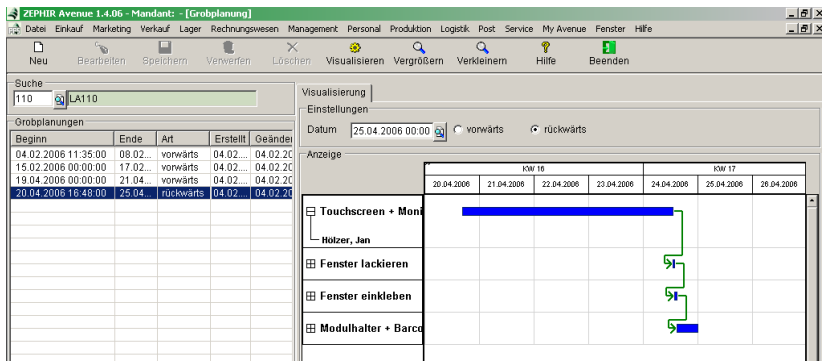 ZEPHIR Avenue 1.4.06 - Mandant: - [Grobplanung]
Datei Einkauf Marketing Verkauf Lager Rechnungswesen Management Personal Produktion Logistik Post Service My Avenue Fenster Hilfe
Neu Bearbeiten Speichern Verwerfen Löschen Visualisieren Vergrößern Verkleinern Hilfe Beenden
Suche
110 LA110
Grobplanungen
Beginn Ende Art Erstellt Geänder
04.02.2006 11:35:00 08.02... vorwärts 04.02.... 04.02.20
15.02.2006 00:00:00 17.02... vorwärts 04.02.... 04.02.20
19.04.2006 00:00:00 21.04... vorwärts 04.02.... 04.02.20
20.04.2006 16:48:00 25.04... rückwärts 04.02.... 04.02.20
Visualisierung
Einstellungen
Datum 25.04.2006 00:00 vorwärts rückwärts
Anzeige
KW 16 KW 17
20.04.2006 21.04.2006 22.04.2006 23.04.2006 24.04.2006 25.04.2006 26.04.2006
Touchscreen + Moni
Hölzer, Jan
Fenster lackieren
Fenster einkleben
Modulhalter + Barco